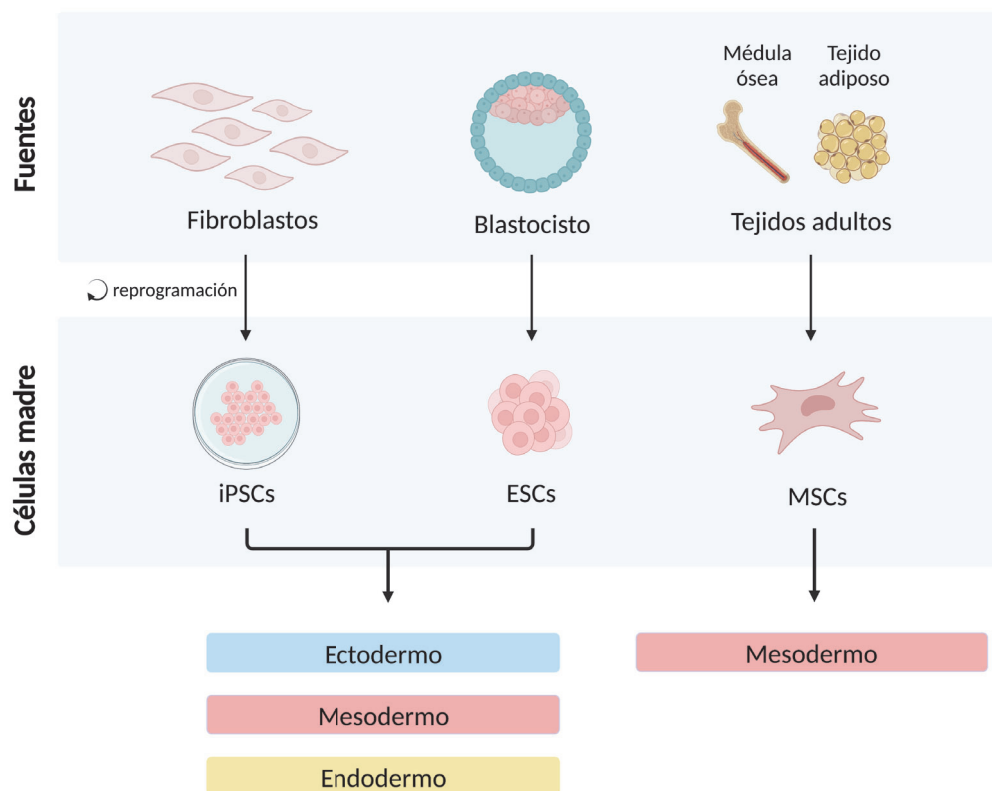 Fuentes
Médula
ósea
Tejido
adiposo
Fibroblastos
Blastocisto
Tejidos adultos
reprogramación
Células madre
iPSCs
ESCs
MSCs
Ectodermo
Mesodermo
Mesodermo
Endodermo